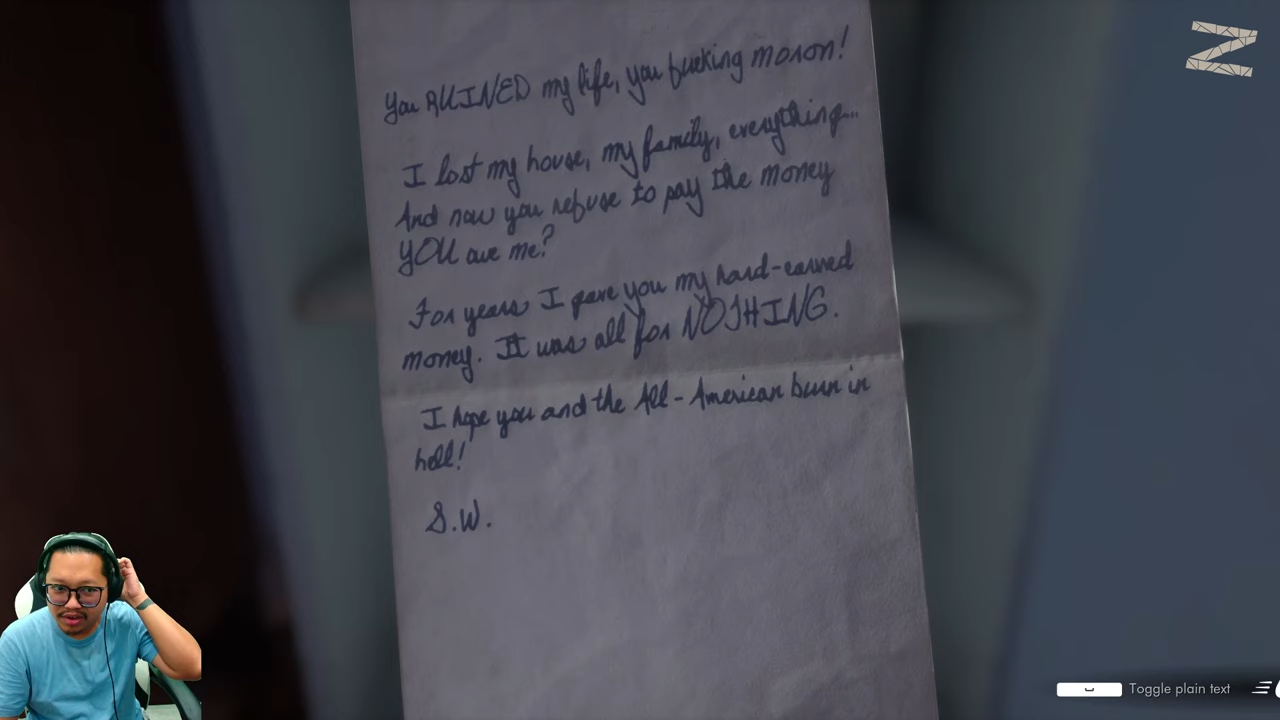 You RUINED my life, you fucking moron!
I lost my house, my family, everything...
And now you refuse to pay the money
YOU owe me?
For years I gave you my hard-earned
money. It was all for NOTHING.
I hope you and the All-American burn in
hell!
S.W.
Z
Toggle plain text